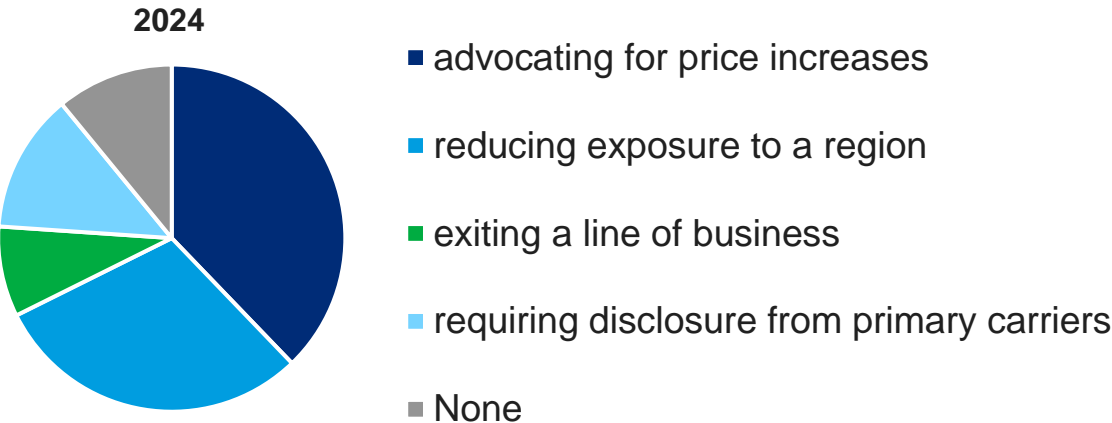 2024
advocating for price increases
reducing exposure to a region
exiting a line of business
requiring disclosure from primary carriers
None